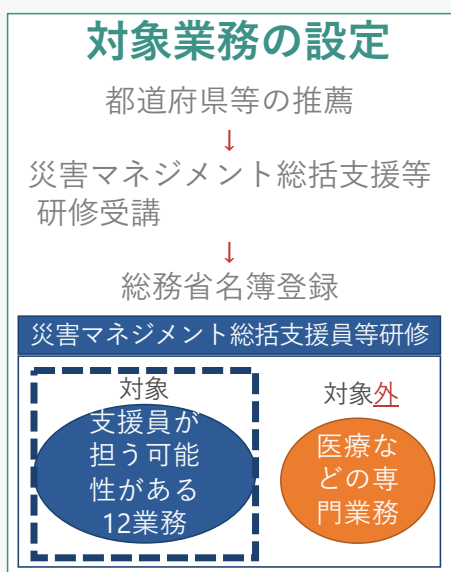 対象業務の設定
都道府県等の推薦
↓
災害マネジメント総括支援等
研修受講
↓
総務省名簿登録
災害マネジメント総括支援員等研修
対象
支援員が
担う可能
性がある
12業務
対象外
医療な
どの専
門業務